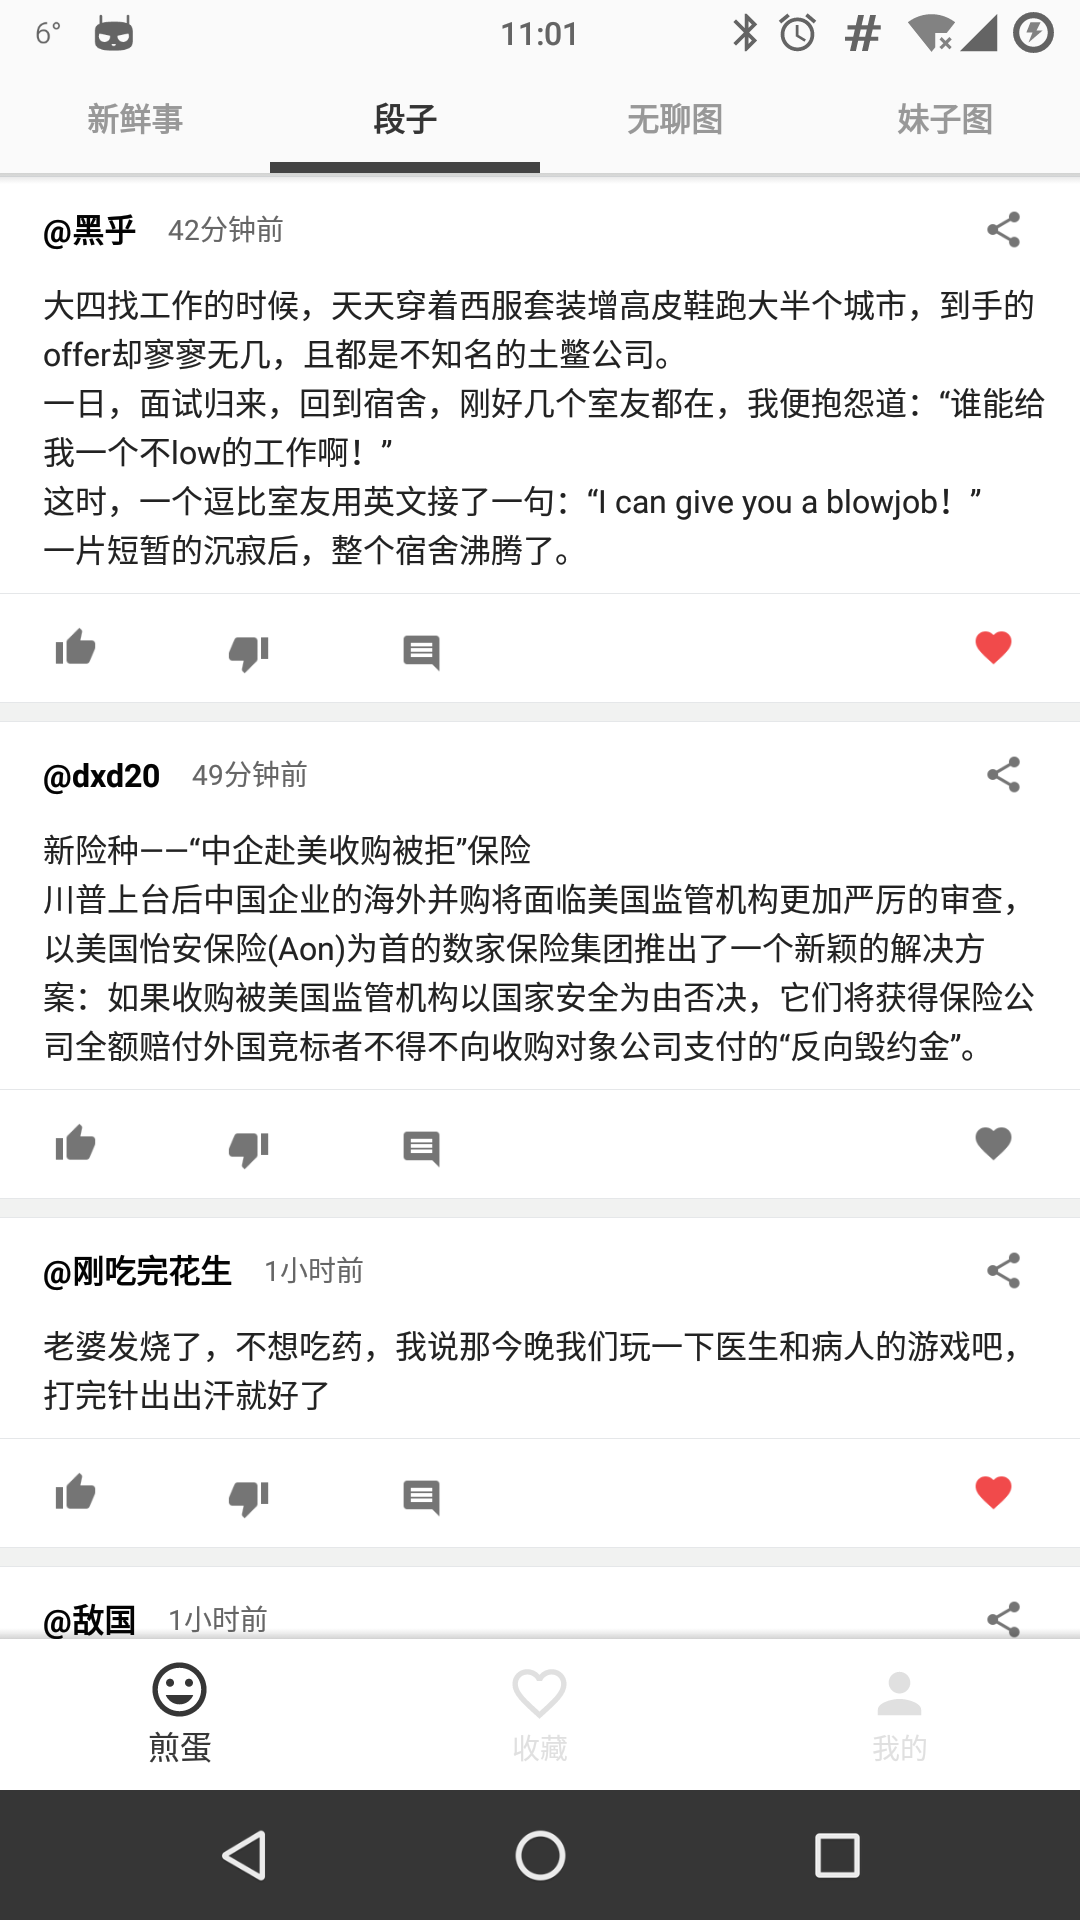 6°
11:01
新鲜事 段子 无聊图 妹子图
@黑乎 42分钟前
大四找工作的时候，天天穿着西服套装增高皮鞋跑大半个城市，到手的
offer却寥寥无几，且都是不知名的土鳖公司。
一日，面试归来，回到宿舍，刚好几个室友都在，我便抱怨道：“谁能给
我一个不low的工作啊！”
这时，一个逗比室友用英文接了一句：“I can give you a blowjob！”
一片短暂的沉寂后，整个宿舍沸腾了。
@dxd20 49分钟前
新险种——“中企赴美收购被拒”保险
川普上台后中国企业的海外并购将面临美国监管机构更加严厉的审查，
以美国怡安保险(Aon)为首的数家保险集团推出了一个新颖的解决方
案：如果收购被美国监管机构以国家安全为由否决，它们将获得保险公
司全额赔付外国竞标者不得不向收购对象公司支付的“反向毁约金”。
@刚吃完花生 1小时前
老婆发烧了，不想吃药，我说那今晚我们玩一下医生和病人的游戏吧，
打完针出出汗就好了
@敌国 1小时前
煎蛋 收藏 我的